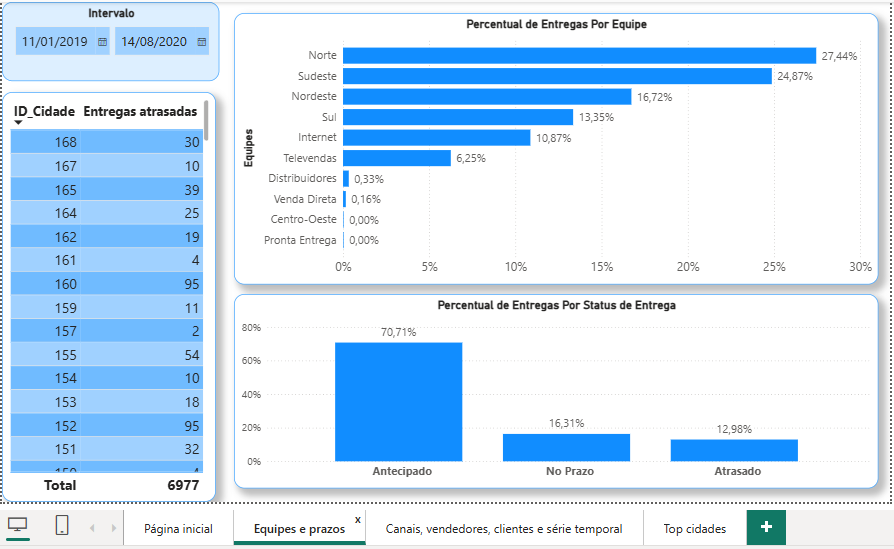 Intervalo
11/01/2019 14/08/2020
ID_Cidade Entregas atrasadas
168 30
167 10
165 39
164 25
162 19
161 4
160 95
159 11
157 2
155 54
154 10
153 18
152 95
151 32
150 4
Total 6977
Percentual de Entregas Por Equipe
Equipes
Norte 27,44%
Sudeste 24,87%
Nordeste 16,72%
Sul 13,35%
Internet 10,87%
Televendas 6,25%
Distribuidores 0,33%
Venda Direta 0,16%
Centro-Oeste 0,00%
Pronta Entrega 0,00%
0% 5% 10% 15% 20% 25% 30%
Percentual de Entregas Por Status de Entrega
80%
60%
40%
20%
0%
70,71% 16,31% 12,98%
Antecipado No Prazo Atrasado
Página inicial Equipes e prazos x Canais, vendedores, clientes e série temporal Top cidades +